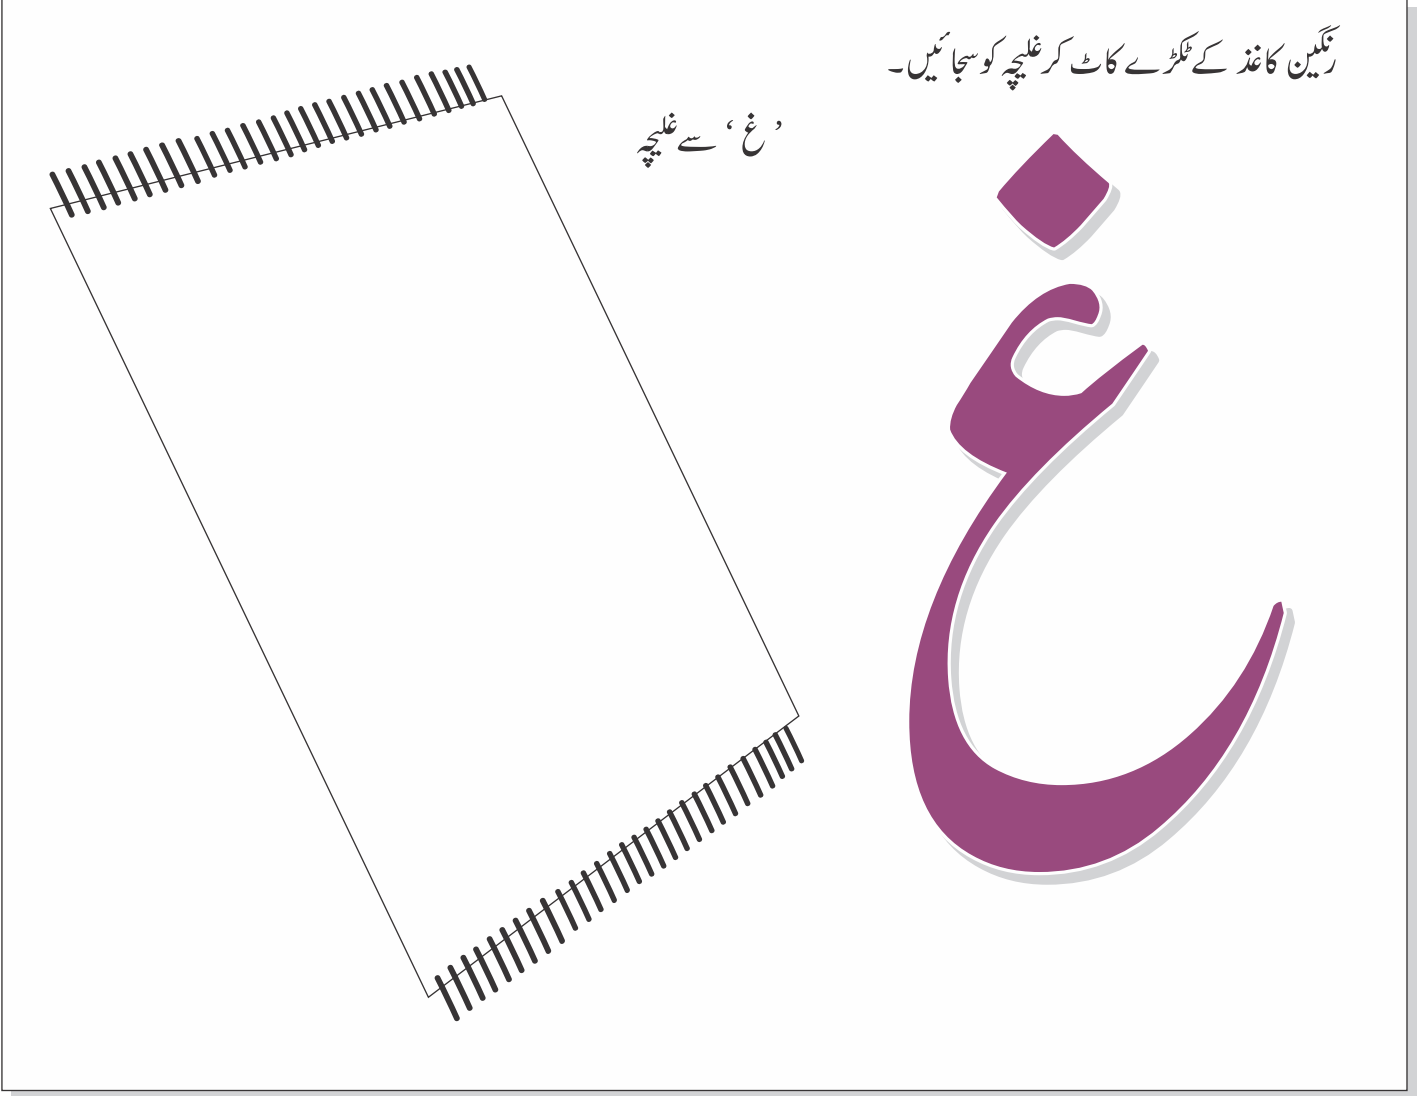 رنگین کاغذ کے ٹکڑے کاٹ کر غلیچہ کو سجائیں۔
’ غ ‘ سے غلیچہ
غ